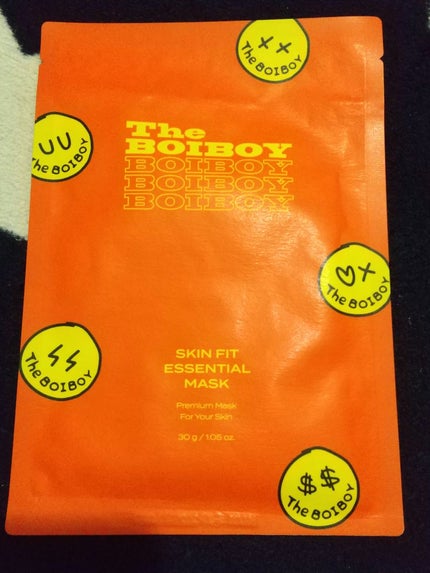 X X
The BOIBOY
UU
The BOIBOY
The
BOIBOY
BOIBOY
BOIBOY
BOIBOY
X
The BOIBOY
The BOIBOY
SKIN FIT
ESSENTIAL
MASK
Premium Mask
For Your Skin
30 g / 1.05 oz.
$ $
The BOIBOY